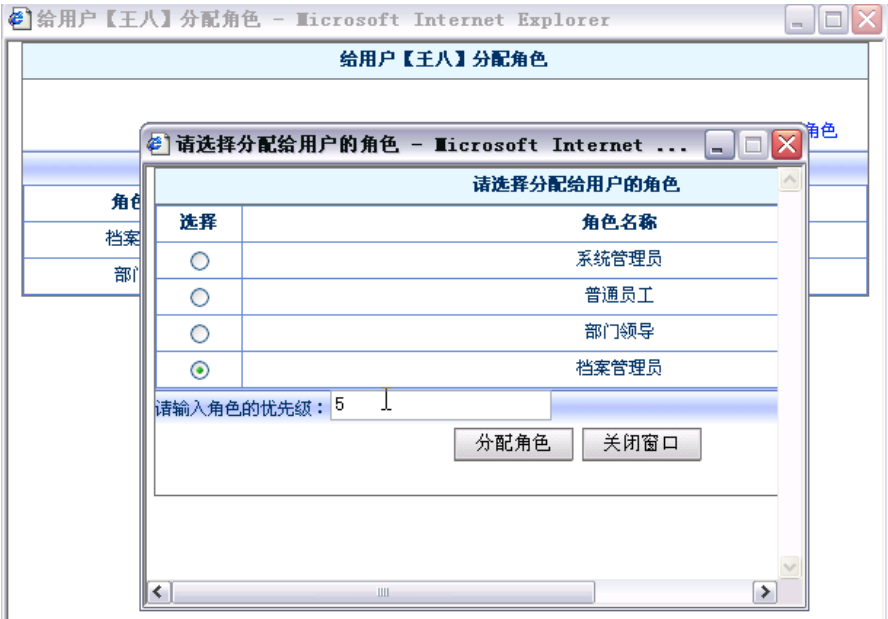 给用户【王八】分配角色 - Microsoft Internet Explorer
给用户【王八】分配角色
角色
角色
档案
部门
请选择分配给用户的角色 - Microsoft Internet ...
请选择分配给用户的角色
选择 角色名称
系统管理员
普通员工
部门领导
档案管理员
请输入角色的优先级： 5
分配角色 关闭窗口